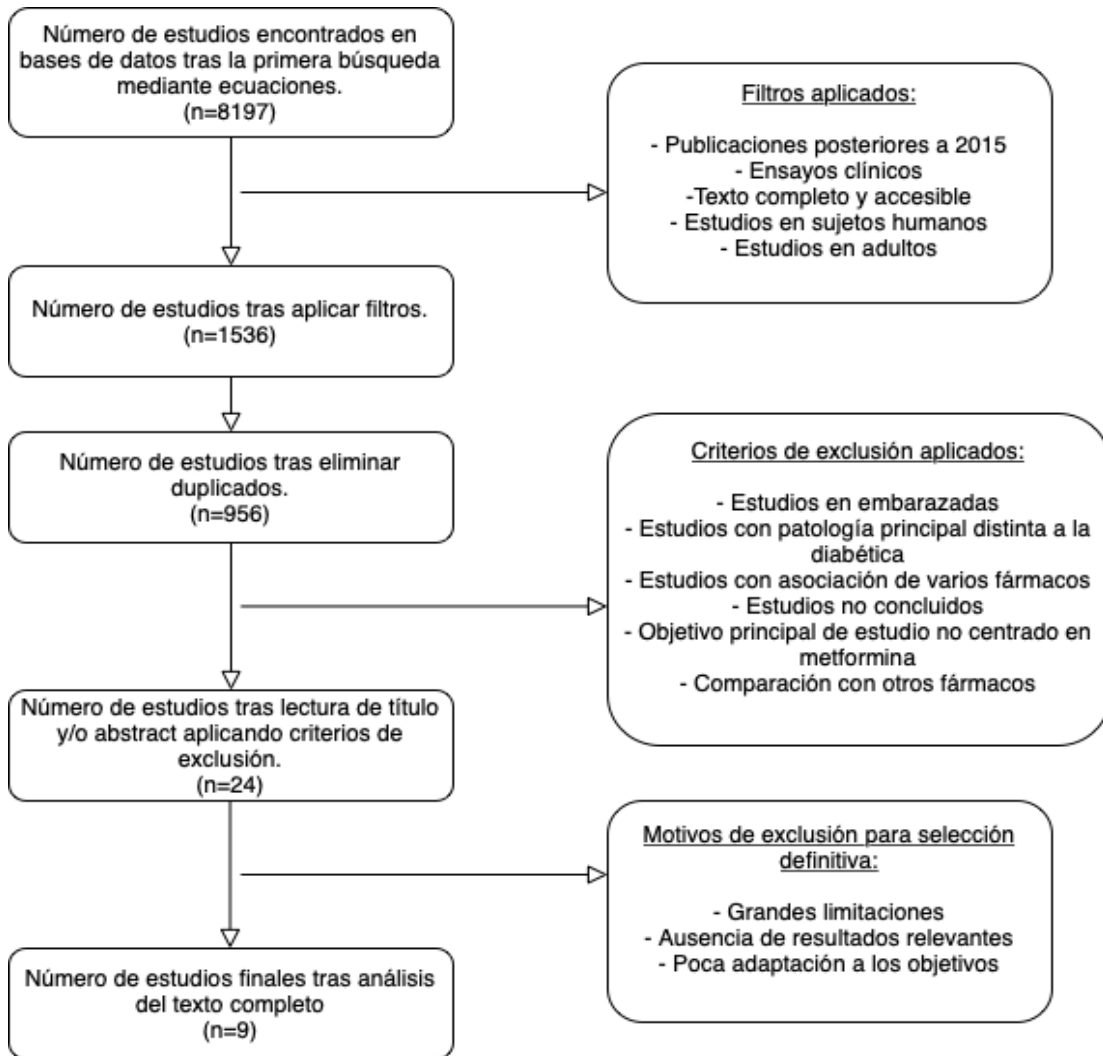 Número de estudios encontrados en
bases de datos tras la primera búsqueda
mediante ecuaciones.
(n=8197)
Filtros aplicados:
- Publicaciones posteriores a 2015
- Ensayos clínicos
-Texto completo y accesible
- Estudios en sujetos humanos
- Estudios en adultos
Número de estudios tras aplicar filtros.
(n=1536)
Número de estudios tras eliminar
duplicados.
(n=956)
Criterios de exclusión aplicados:
- Estudios en embarazadas
- Estudios con patología principal distinta a la
diabética
- Estudios con asociación de varios fármacos
- Estudios no concluidos
- Objetivo principal de estudio no centrado en
metformina
- Comparación con otros fármacos
Número de estudios tras lectura de título
y/o abstract aplicando criterios de
exclusión.
(n=24)
Motivos de exclusión para selección
definitiva:
- Grandes limitaciones
- Ausencia de resultados relevantes
- Poca adaptación a los objetivos
Número de estudios finales tras análisis
del texto completo
(n=9)